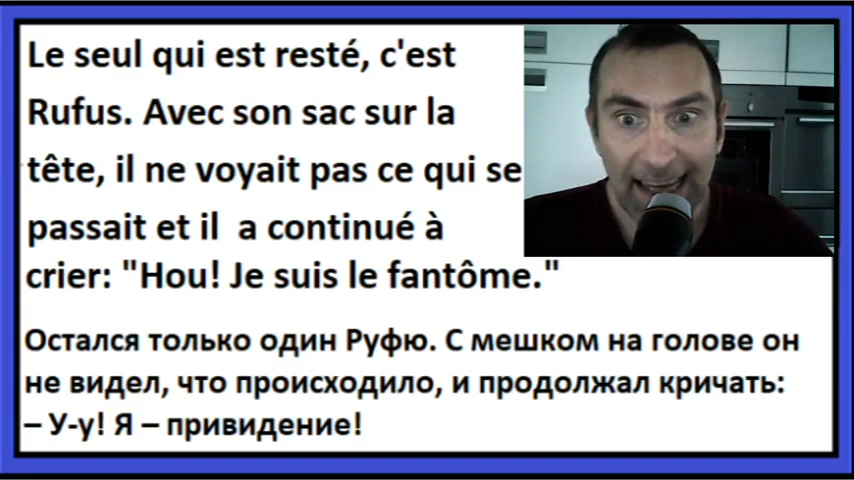 Le seul qui est resté, c'est
Rufus. Avec son sac sur la
tête, il ne voyait pas ce qui se
passait et il  a continué à
crier: "Hou! Je suis le fantôme."
Остался только один Руфю. С мешком на голове он
не видел, что происходило, и продолжал кричать:
– У-у! Я – привидение!